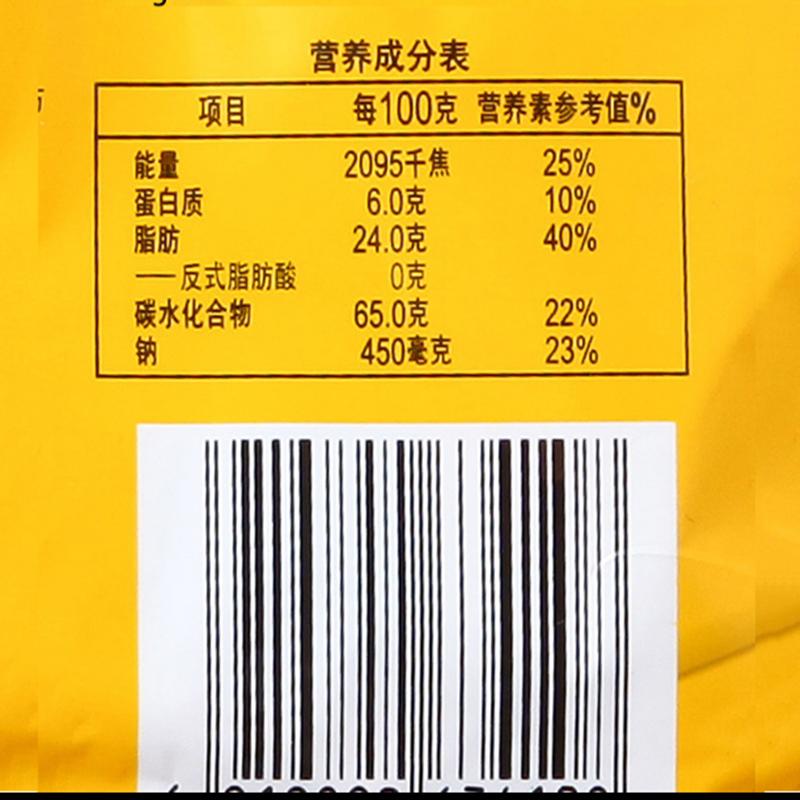 营养成分表
项目 每100克 营养素参考值%
能量 2095千焦 25%
蛋白质 6.0克 10%
脂肪 24.0克 40%
——反式脂肪酸 0克
碳水化合物 65.0克 22%
钠 450毫克 23%